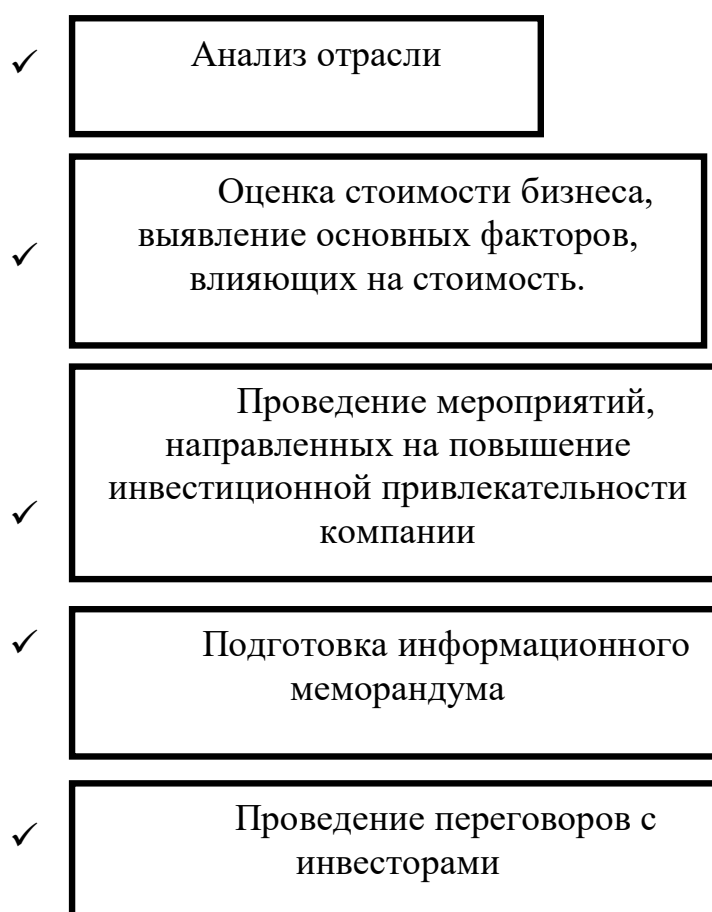 ✓ Анализ отрасли
Оценка стоимости бизнеса,
выявление основных факторов,
✓ влияющих на стоимость.
Проведение мероприятий,
направленных на повышение
инвестиционной привлекательности
✓ компании
✓ Подготовка информационного
меморандума
Проведение переговоров с
✓ инвесторами